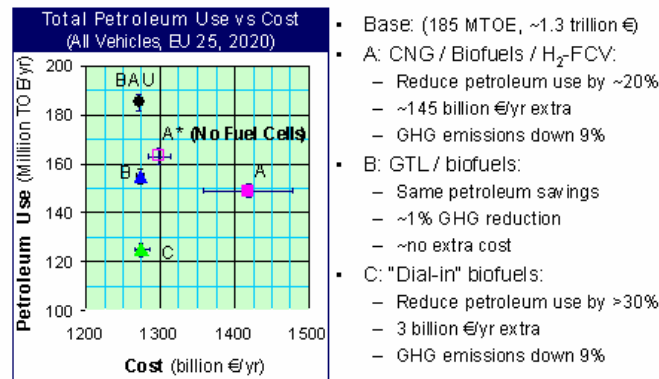 Total Petroleum Use vs Cost
(All Vehicles, EU 25, 2020)
Petroleum Use (Milliion TO E/yr)
200
180
160
140
120
100
BAU
A* (No Fuel Cells)
B
A
C
1200 1300 1400 1500
Cost (billion €/yr)
• Base: (185 MTOE, ~1.3 trillion €)
• A: CNG / Biofuels / H₂-FCV:
– Reduce petroleum use by ~20%
– ~145 billion €/yr extra
– GHG emissions down 9%
• B: GTL / biofuels:
– Same petroleum savings
– ~1% GHG reduction
– ~no extra cost
• C: "Dial-in" biofuels:
– Reduce petroleum use by >30%
– 3 billion €/yr extra
– GHG emissions down 9%